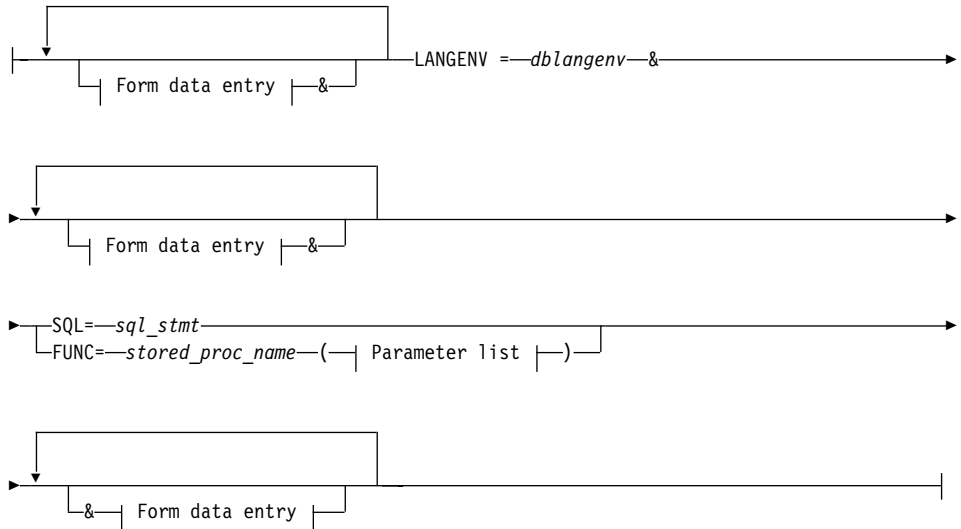 LANGENV = dblangenv &
Form data entry &
Form data entry &
SQL= sql_stmt
FUNC= stored_proc_name ( Parameter list )
& Form data entry